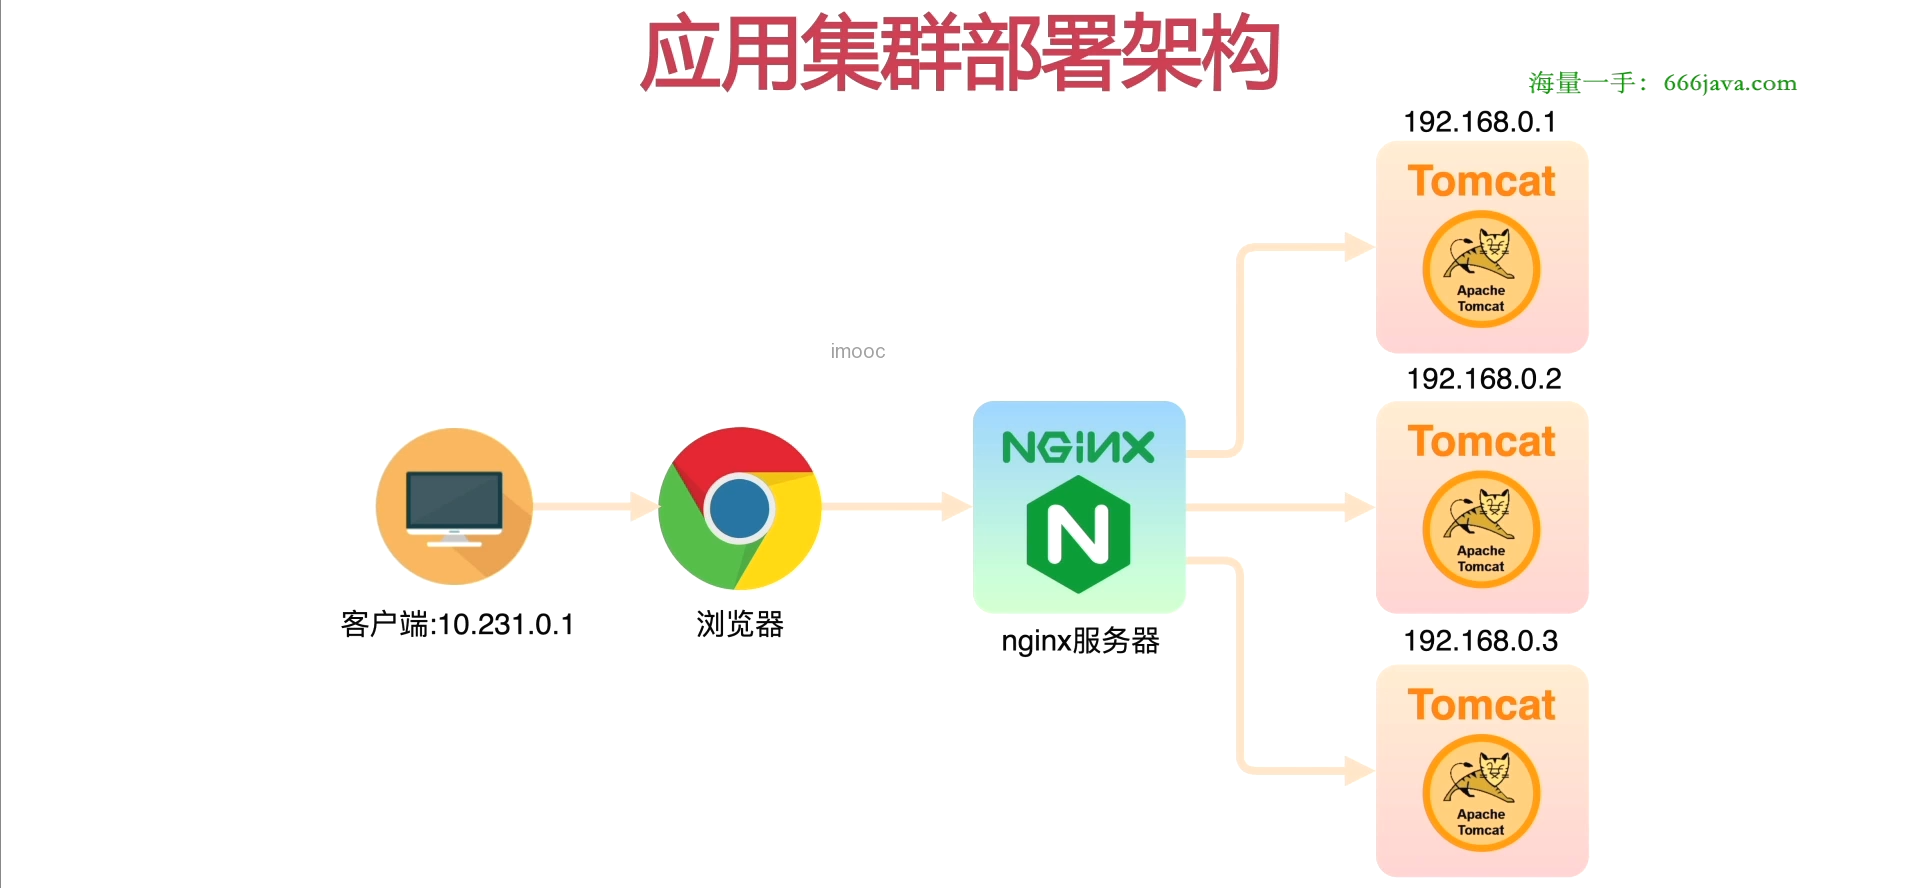 应用集群部署架构
海量一手：666java.com
192.168.0.1
Tomcat
Apache
Tomcat
imooc
192.168.0.2
NGINX
N
Tomcat
Apache
Tomcat
客户端:10.231.0.1
浏览器
nginx服务器
192.168.0.3
Tomcat
Apache
Tomcat